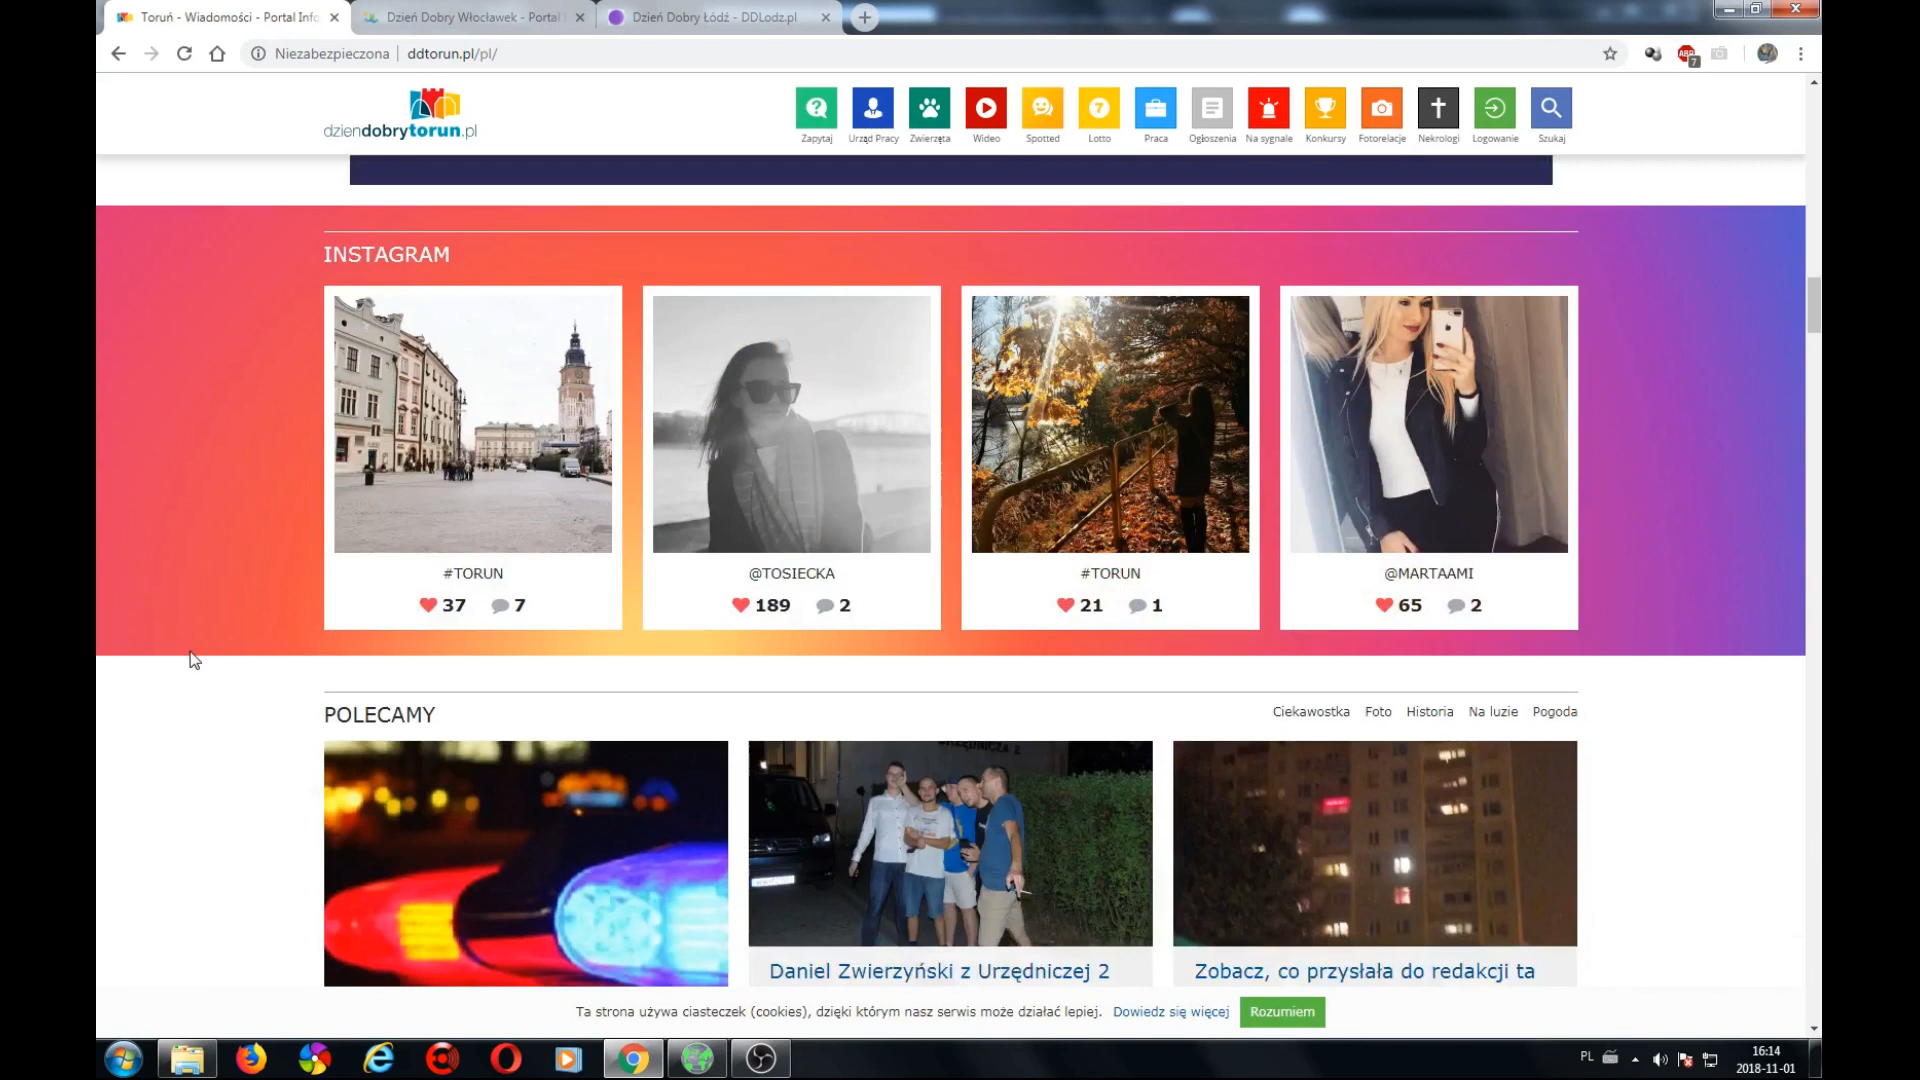 Toruń - Wiadomości - Portal Info
Dzień Dobry Włocławek - Portal I
Dzień Dobry Łódź - DDLodz.pl
Niezabezpieczona
ddtorun.pl/pl/
ABP
7
dziendobrytorun.pl
7
Zapytaj
Urząd Pracy
Zwierzęta
Wideo
Spotted
Lotto
Praca
Ogłoszenia
Na sygnale
Konkursy
Fotorelacje
Nekrologi
Logowanie
Szukaj
INSTAGRAM
#TORUN
37 7
@TOSIECKA
189 2
#TORUN
21 1
@MARTAAMI
65 2
POLECAMY
Ciekawostka Foto Historia Na luzie Pogoda
Daniel Zwierzyński z Urzędniczej 2
Zobacz, co przysłała do redakcji ta
Ta strona używa ciasteczek (cookies), dzięki którym nasz serwis może działać lepiej. Dowiedz się więcej
Rozumiem
PL
16:14
2018-11-01